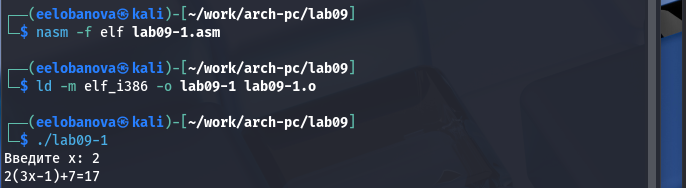 ┌──(eelobanova㉿kali)-[~/work/arch-pc/lab09]
└─$ nasm -f elf lab09-1.asm
┌──(eelobanova㉿kali)-[~/work/arch-pc/lab09]
└─$ ld -m elf_i386 -o lab09-1 lab09-1.o
┌──(eelobanova㉿kali)-[~/work/arch-pc/lab09]
└─$ ./lab09-1
Введите x: 2
2(3x-1)+7=17